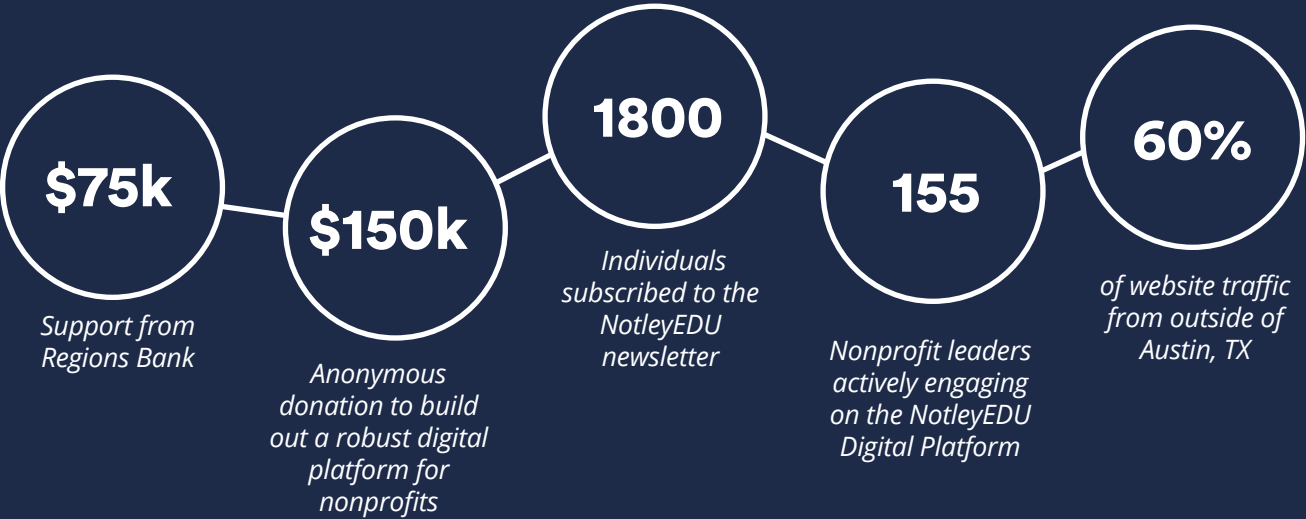 $75k
Support from
Regions Bank
$150k
Anonymous
donation to build
out a robust digital
platform for
nonprofits
1800
Individuals
subscribed to the
NotleyEDU
newsletter
155
Nonprofit leaders
actively engaging
on the NotleyEDU
Digital Platform
60%
of website traffic
from outside of
Austin, TX